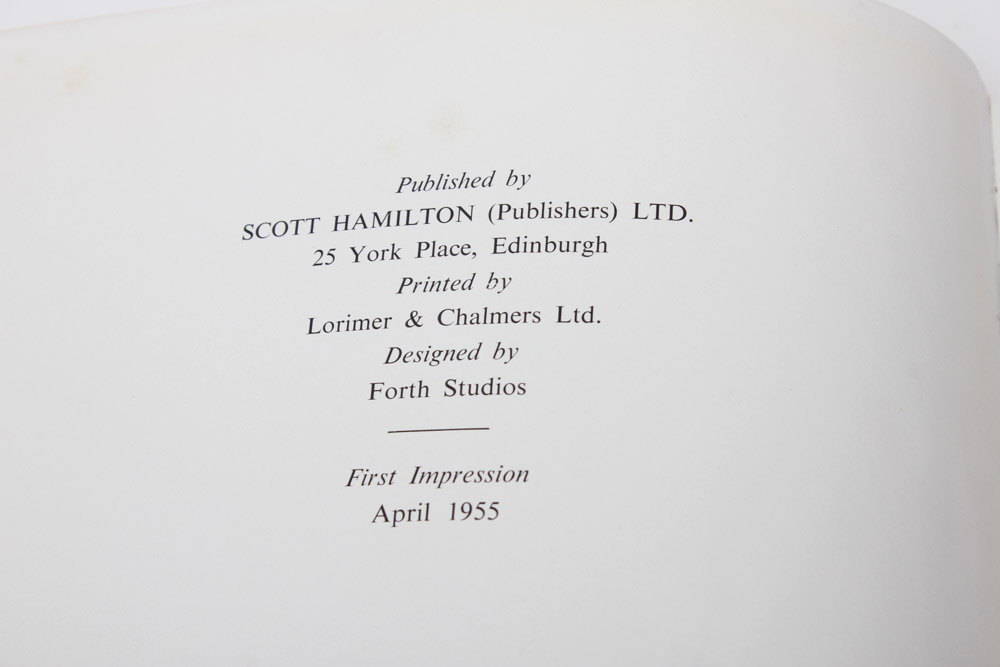 Published by
SCOTT HAMILTON (Publishers) LTD.
25 York Place, Edinburgh
Printed by
Lorimer & Chalmers Ltd.
Designed by
Forth Studios
First Impression
April 1955